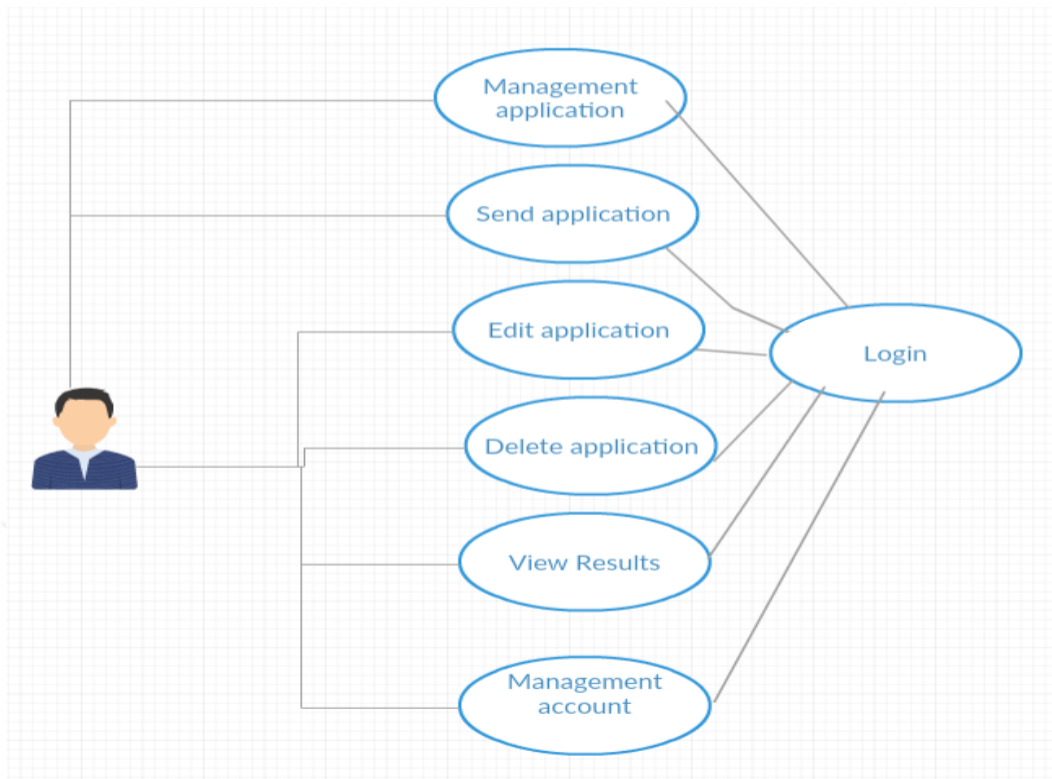 Management
application
Send application
Edit application
Login
Delete application
View Results
Management
account